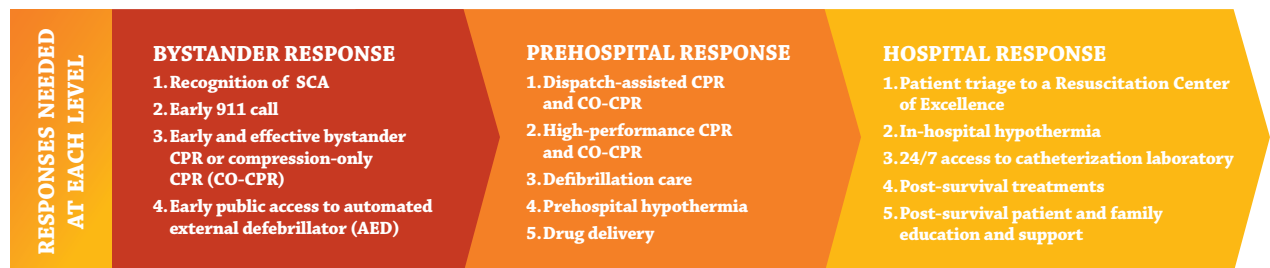 RESPONSES NEEDED
AT EACH LEVEL
BYSTANDER RESPONSE
1. Recognition of SCA
2. Early 911 call
3. Early and effective bystander
CPR or compression-only
CPR (CO-CPR)
4. Early public access to automated
external defebrillator (AED)
PREHOSPITAL RESPONSE
1. Dispatch-assisted CPR
and CO-CPR
2. High-performance CPR
and CO-CPR
3. Defibrillation care
4. Prehospital hypothermia
5. Drug delivery
HOSPITAL RESPONSE
1. Patient triage to a Resuscitation Center
of Excellence
2. In-hospital hypothermia
3. 24/7 access to catheterization laboratory
4. Post-survival treatments
5. Post-survival patient and family
education and support